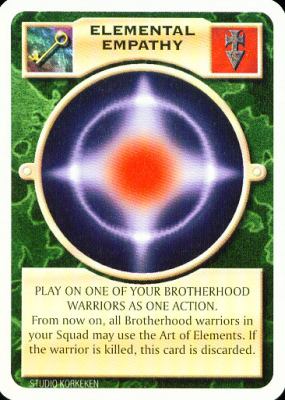 ELEMENTAL
EMPATHY
PLAY ON ONE OF YOUR BROTHERHOOD
WARRIORS AS ONE ACTION.
From now on, all Brotherhood warriors in
your Squad may use the Art of Elements. If
the warrior is killed, this card is discarded.
STUDIO KORKEKEN